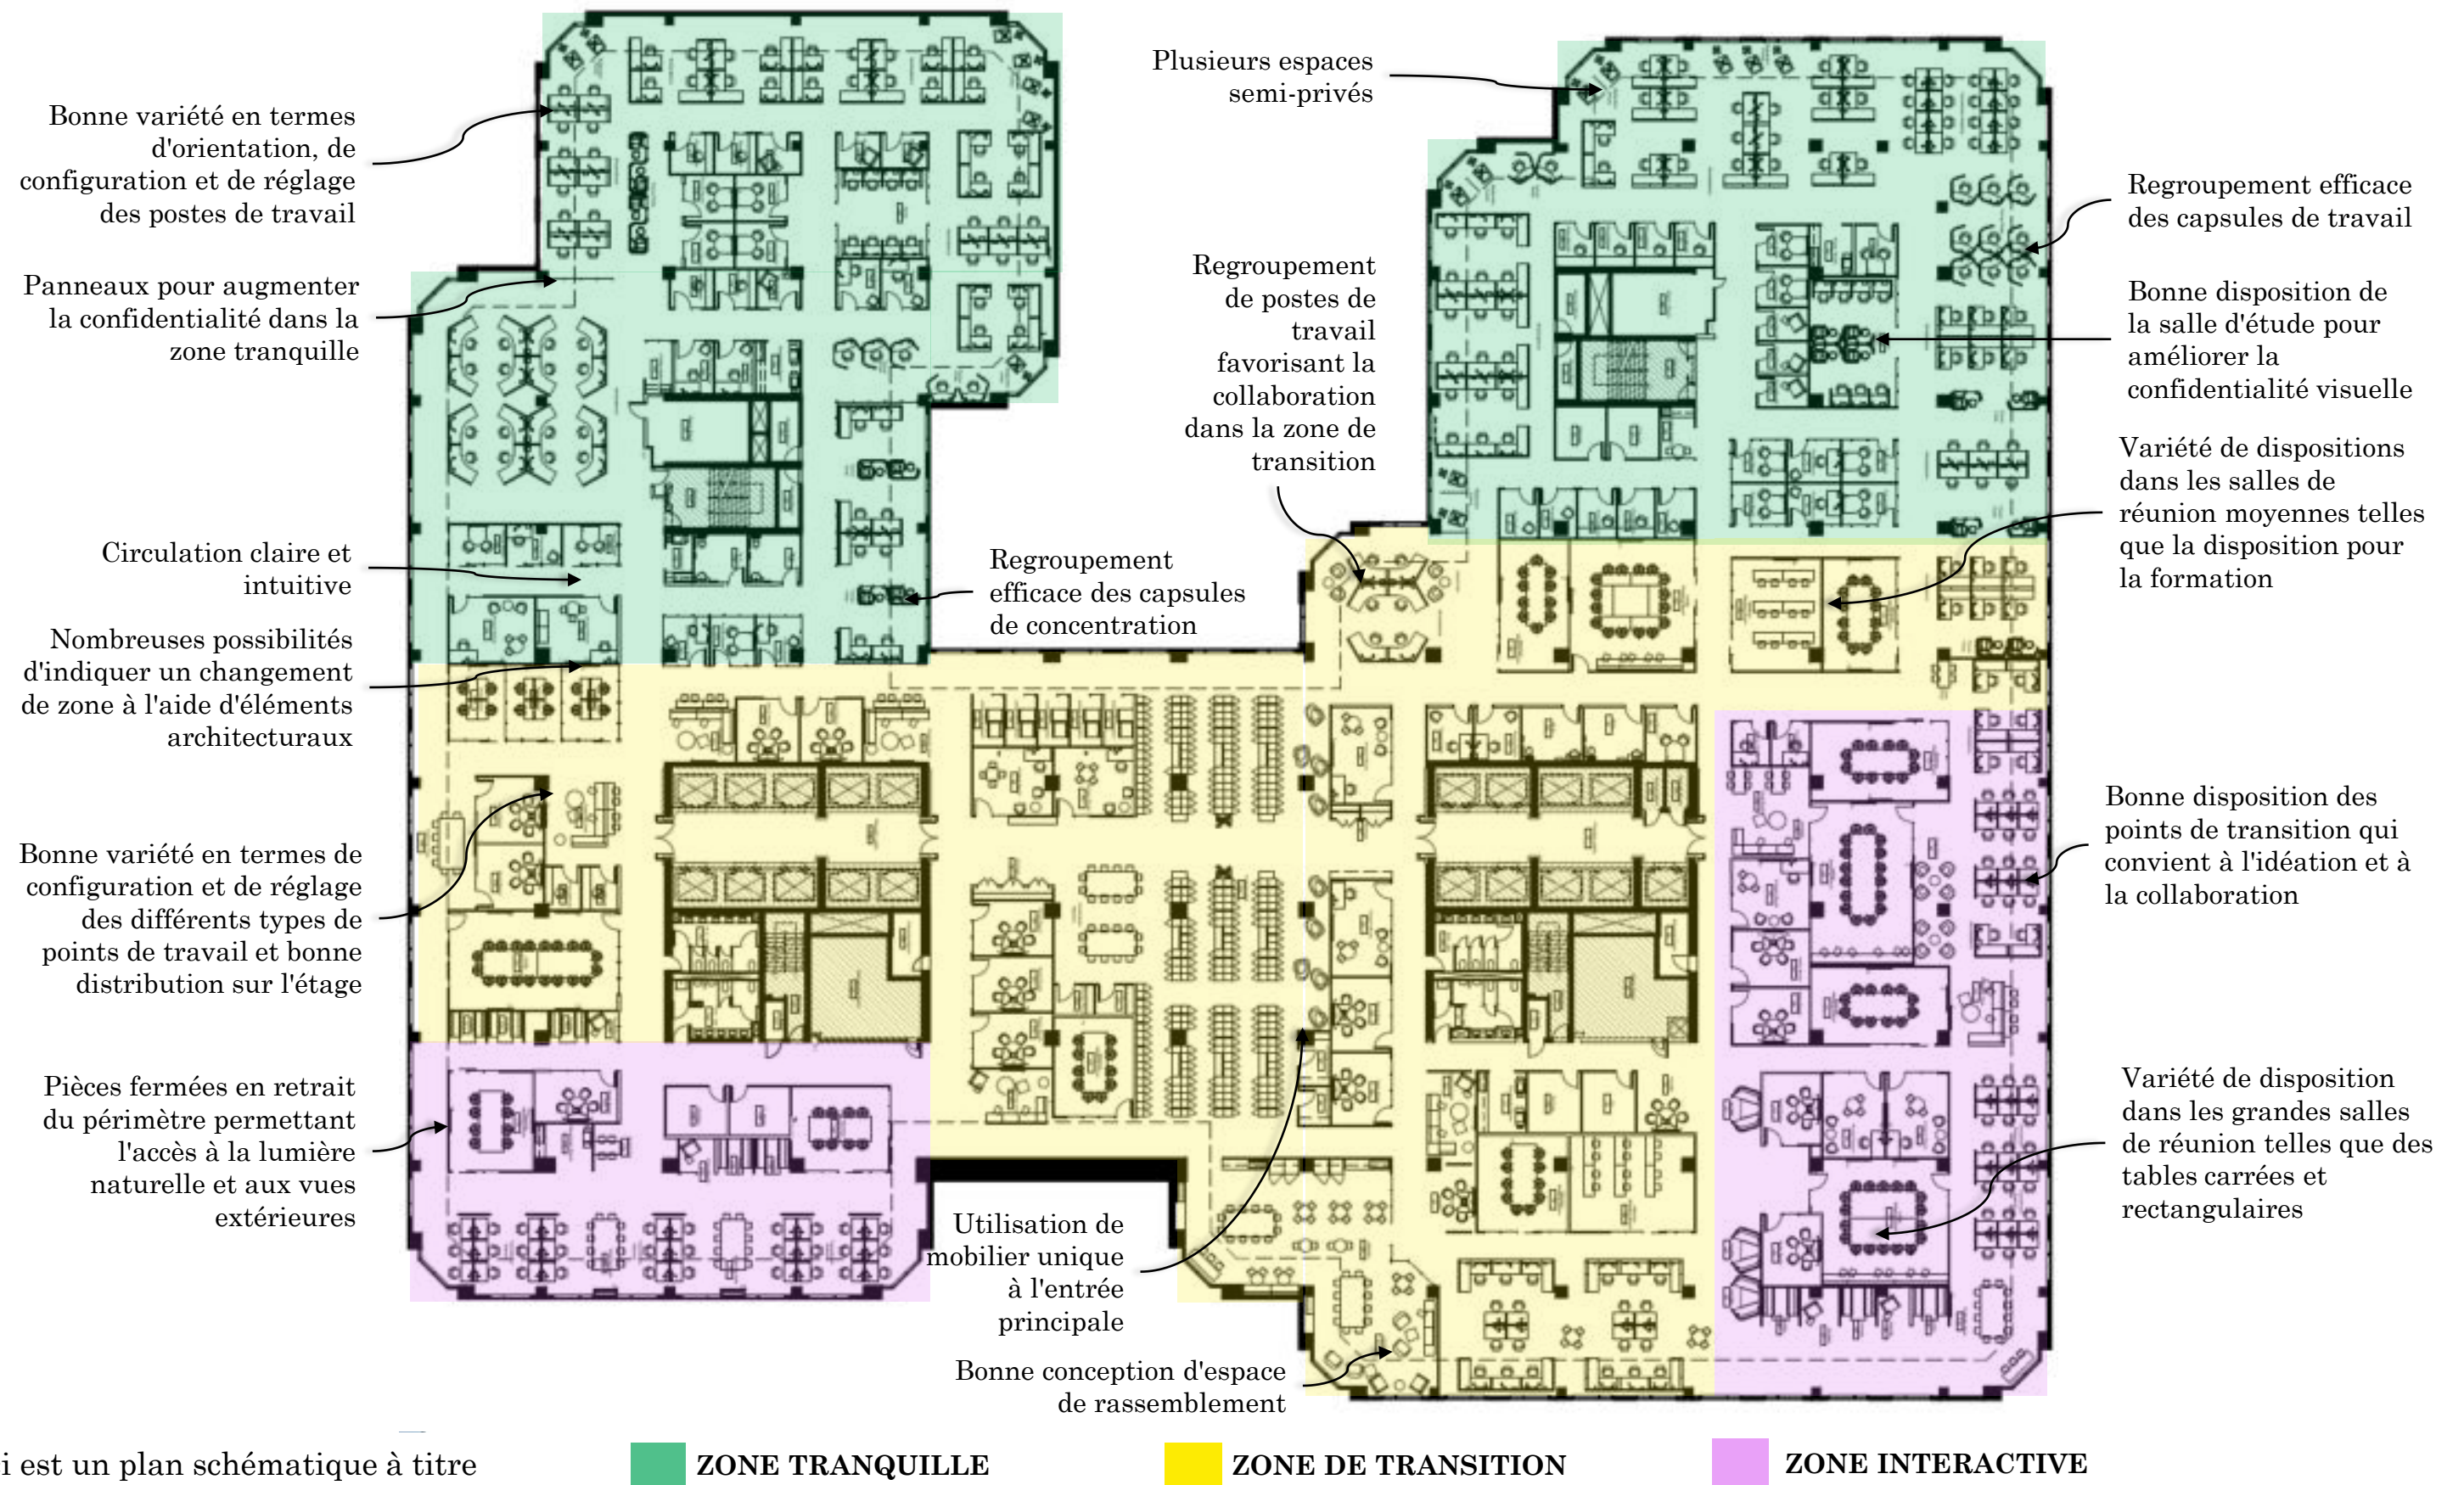 Bonne variété en termes
d'orientation, de
configuration et de réglage
des postes de travail
Panneaux pour augmenter
la confidentialité dans la
zone tranquille
Circulation claire et
intuitive
Nombreuses possibilités
d'indiquer un changement
de zone à l'aide d'éléments
architecturaux
Bonne variété en termes de
configuration et de réglage
des différents types de
points de travail et bonne
distribution sur l'étage
Pièces fermées en retrait
du périmètre permettant
l'accès à la lumière
naturelle et aux vues
extérieures
Plusieurs espaces
semi-privés
Regroupement
de postes de
travail
favorisant la
collaboration
dans la zone de
transition
Regroupement
efficace des capsules
de concentration
Utilisation de
mobilier unique
à l'entrée
principale
Bonne conception d'espace
de rassemblement
Regroupement efficace
des capsules de travail
Bonne disposition de
la salle d'étude pour
améliorer la
confidentialité visuelle
Variété de dispositions
dans les salles de
réunion moyennes telles
que la disposition pour
la formation
Bonne disposition des
points de transition qui
convient à l'idéation et à
la collaboration
Variété de disposition
dans les grandes salles
de réunion telles que des
tables carrées et
rectangulaires
i est un plan schématique à titre
ZONE TRANQUILLE
ZONE DE TRANSITION
ZONE INTERACTIVE